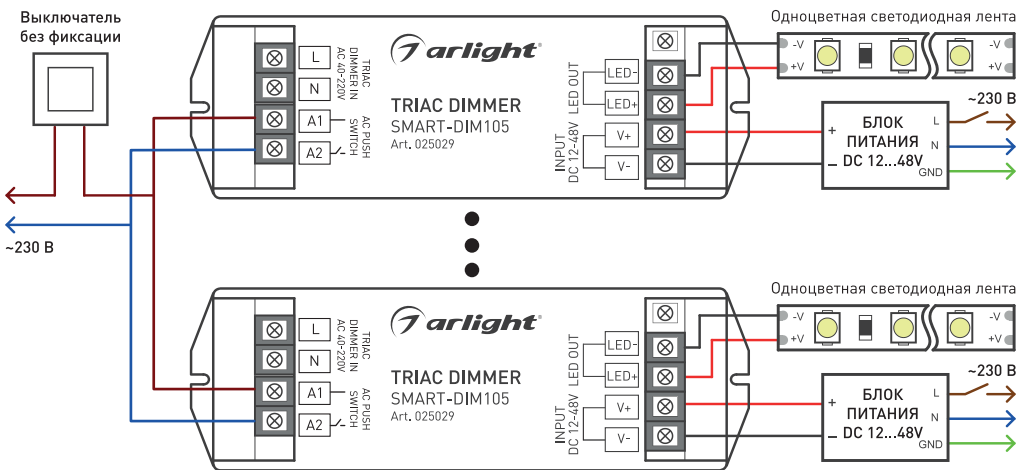 Выключатель
без фиксации
~230 В
L
N
A1
A2
TRIAC
DIMMER IN
AC 40-220V
AC PUSH
SWITCH
arlight
TRIAC DIMMER
SMART-DIM105
Art. 025029
LED OUT
LED-
LED+
INPUT
DC 12-48V
V+
V-
Одноцветная светодиодная лента
-V
+V
-V
+V
+
–
БЛОК
ПИТАНИЯ
DC 12...48V
L
N
GND
~230 В
L
N
A1
A2
TRIAC
DIMMER IN
AC 40-220V
AC PUSH
SWITCH
arlight
TRIAC DIMMER
SMART-DIM105
Art. 025029
LED OUT
LED-
LED+
INPUT
DC 12-48V
V+
V-
Одноцветная светодиодная лента
-V
+V
-V
+V
+
–
БЛОК
ПИТАНИЯ
DC 12...48V
L
N
GND
~230 В